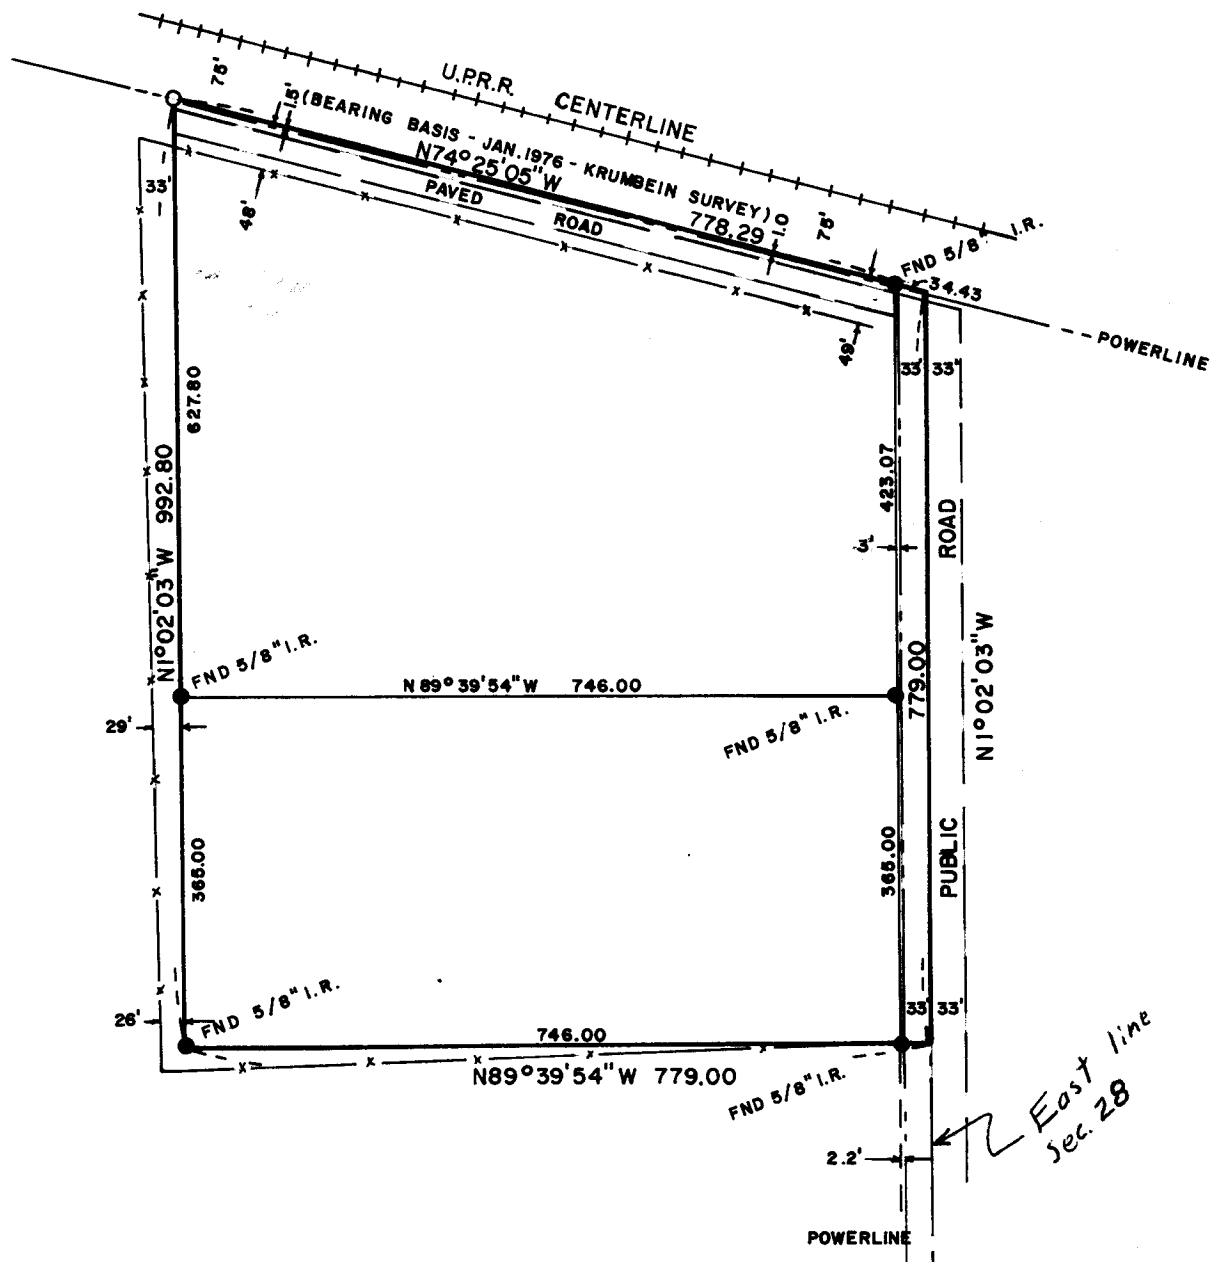 U.P.R.R. CENTERLINE
75'
1.5'
(BEARING BASIS - JAN. 1976 - KRUMBEIN SURVEY)
N74°25'05"W
778.29
1.0
75'
FND 5/8" I.R.
34.43
POWERLINE
PAVED ROAD
33'
48'
49'
33' 33'
627.80
N1°02'03"W 992.80
423.07
3'
ROAD
779.00
N1°02'03"W
FND 5/8" I.R.
N 89°39'54"W 746.00
FND 5/8" I.R.
29'
365.00
365.00
PUBLIC
FND 5/8" I.R.
26'
33' 33'
746.00
N89°39'54"W 779.00
FND 5/8" I.R.
East line
Sec. 28
2.2'
POWERLINE